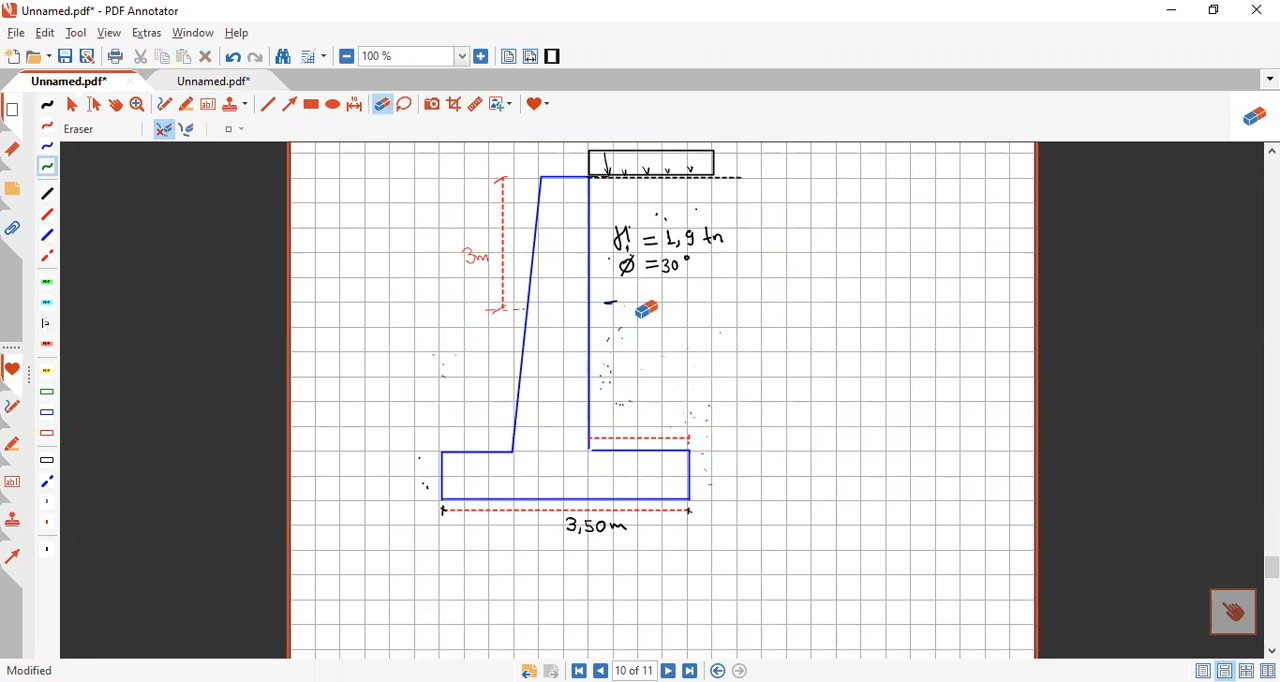 Unnamed.pdf* - PDF Annotator
File Edit Tool View Extras Window Help
100 %
Unnamed.pdf* Unnamed.pdf*
Eraser
3m
γ₁ = 1,9 tn
Ø = 30°
3,50m
Modified
10 of 11